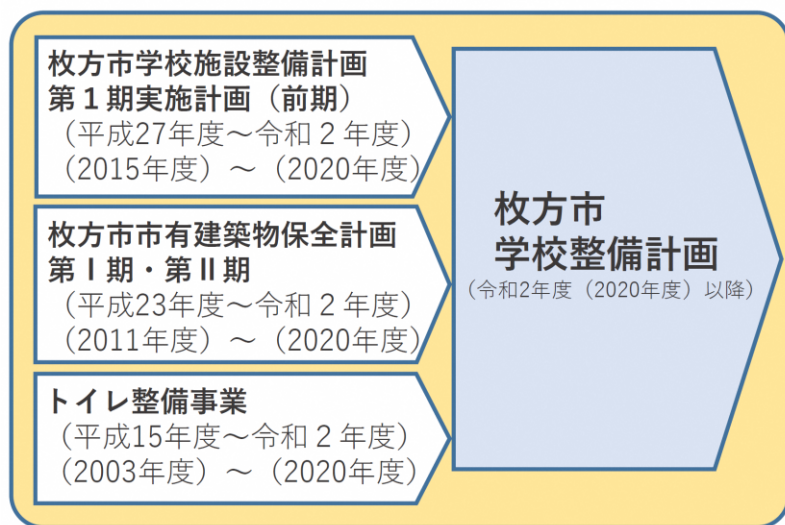 枚方市学校施設整備計画
第１期実施計画（前期）
（平成27年度～令和２年度）
（2015年度）～（2020年度）
枚方市市有建築物保全計画
第Ⅰ期・第Ⅱ期
（平成23年度～令和２年度）
（2011年度）～（2020年度）
トイレ整備事業
（平成15年度～令和２年度）
（2003年度）～（2020年度）
枚方市
学校整備計画
（令和2年度（2020年度）以降）